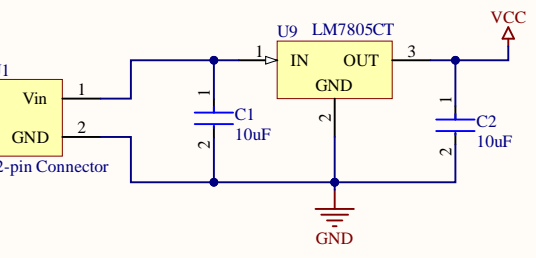 VCC
U9 LM7805CT
1 IN OUT 3
GND
2
1
Vin 1
GND 2
2-pin Connector
1
C1
10uF
2
1
C2
10uF
2
GND